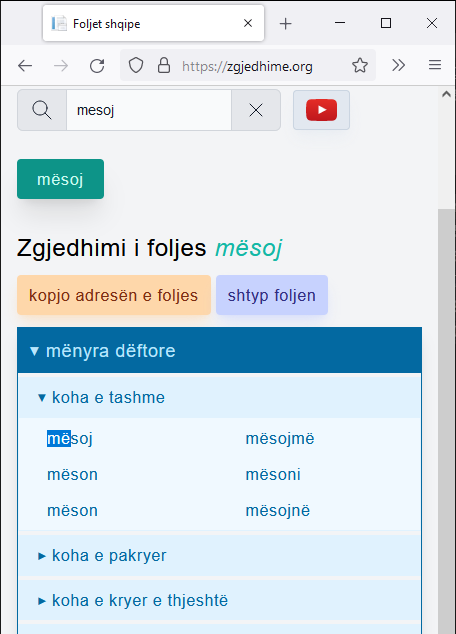 Foljet shqipe
https://zgjedhime.org
mesoj
mësoj
Zgjedhimi i foljes mësoj
kopjo adresën e foljes shtyp foljen
▾ mënyra dëftore
▾ koha e tashme
mësoj mësojmë
mëson mësoni
mëson mësojnë
▸ koha e pakryer
▸ koha e kryer e thjeshtë